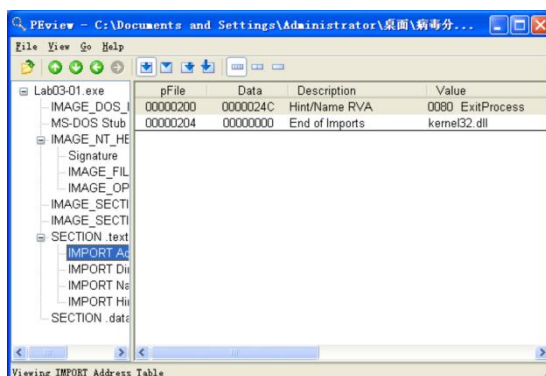 PEview - C:\Documents and Settings\Administrator\桌面\病毒分...
File View Go Help
Lab03-01.exe
IMAGE_DOS_I
MS-DOS Stub
IMAGE_NT_HE
Signature
IMAGE_FIL
IMAGE_OP
IMAGE_SECTI
IMAGE_SECTI
SECTION .text
IMPORT Ad
IMPORT Dir
IMPORT Na
IMPORT Hin
SECTION .data
pFile Data Description Value
00000200 0000024C Hint/Name RVA 0080 ExitProcess
00000204 00000000 End of Imports kernel32.dll
Viewing IMPORT Address Table